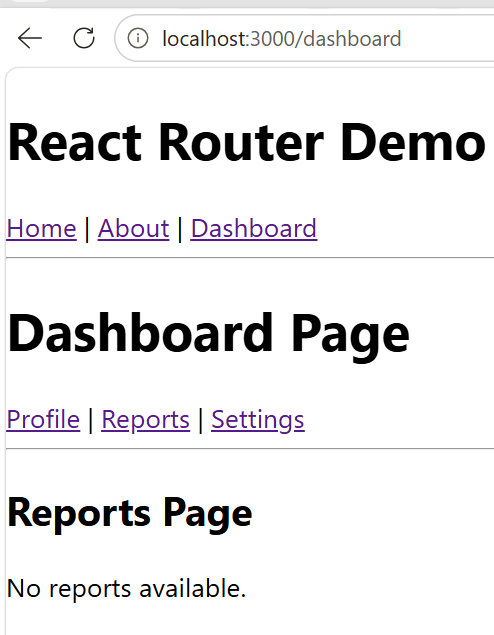 localhost:3000/dashboard
React Router Demo
Home | About | Dashboard
Dashboard Page
Profile | Reports | Settings
Reports Page
No reports available.